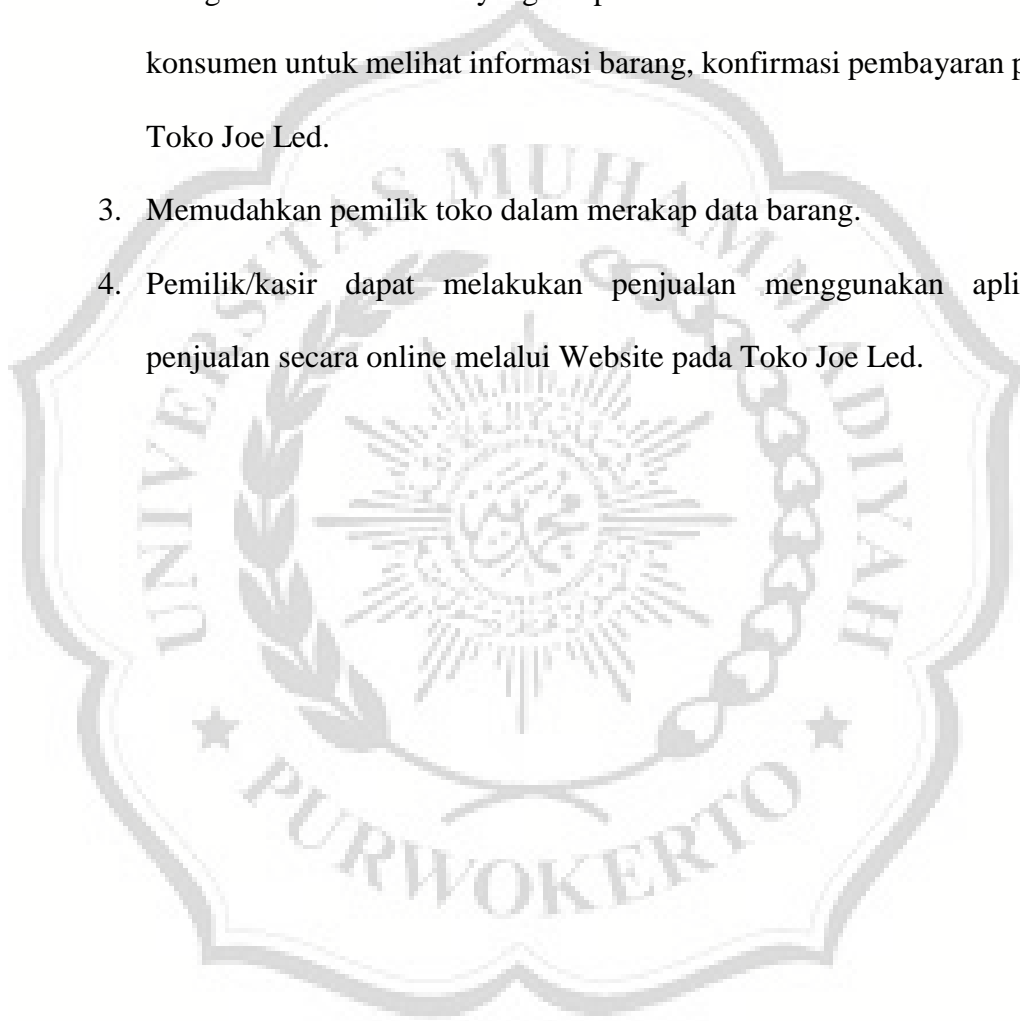 konsumen untuk melihat informasi barang, konfirmasi pembayaran p
Toko Joe Led.
3. Memudahkan pemilik toko dalam merakap data barang.
4. Pemilik/kasir dapat melakukan penjualan menggunakan apli
penjualan secara online melalui Website pada Toko Joe Led.
UNIVERSITAS MUHAMMADIYAH
★ PURWOKERTO ★